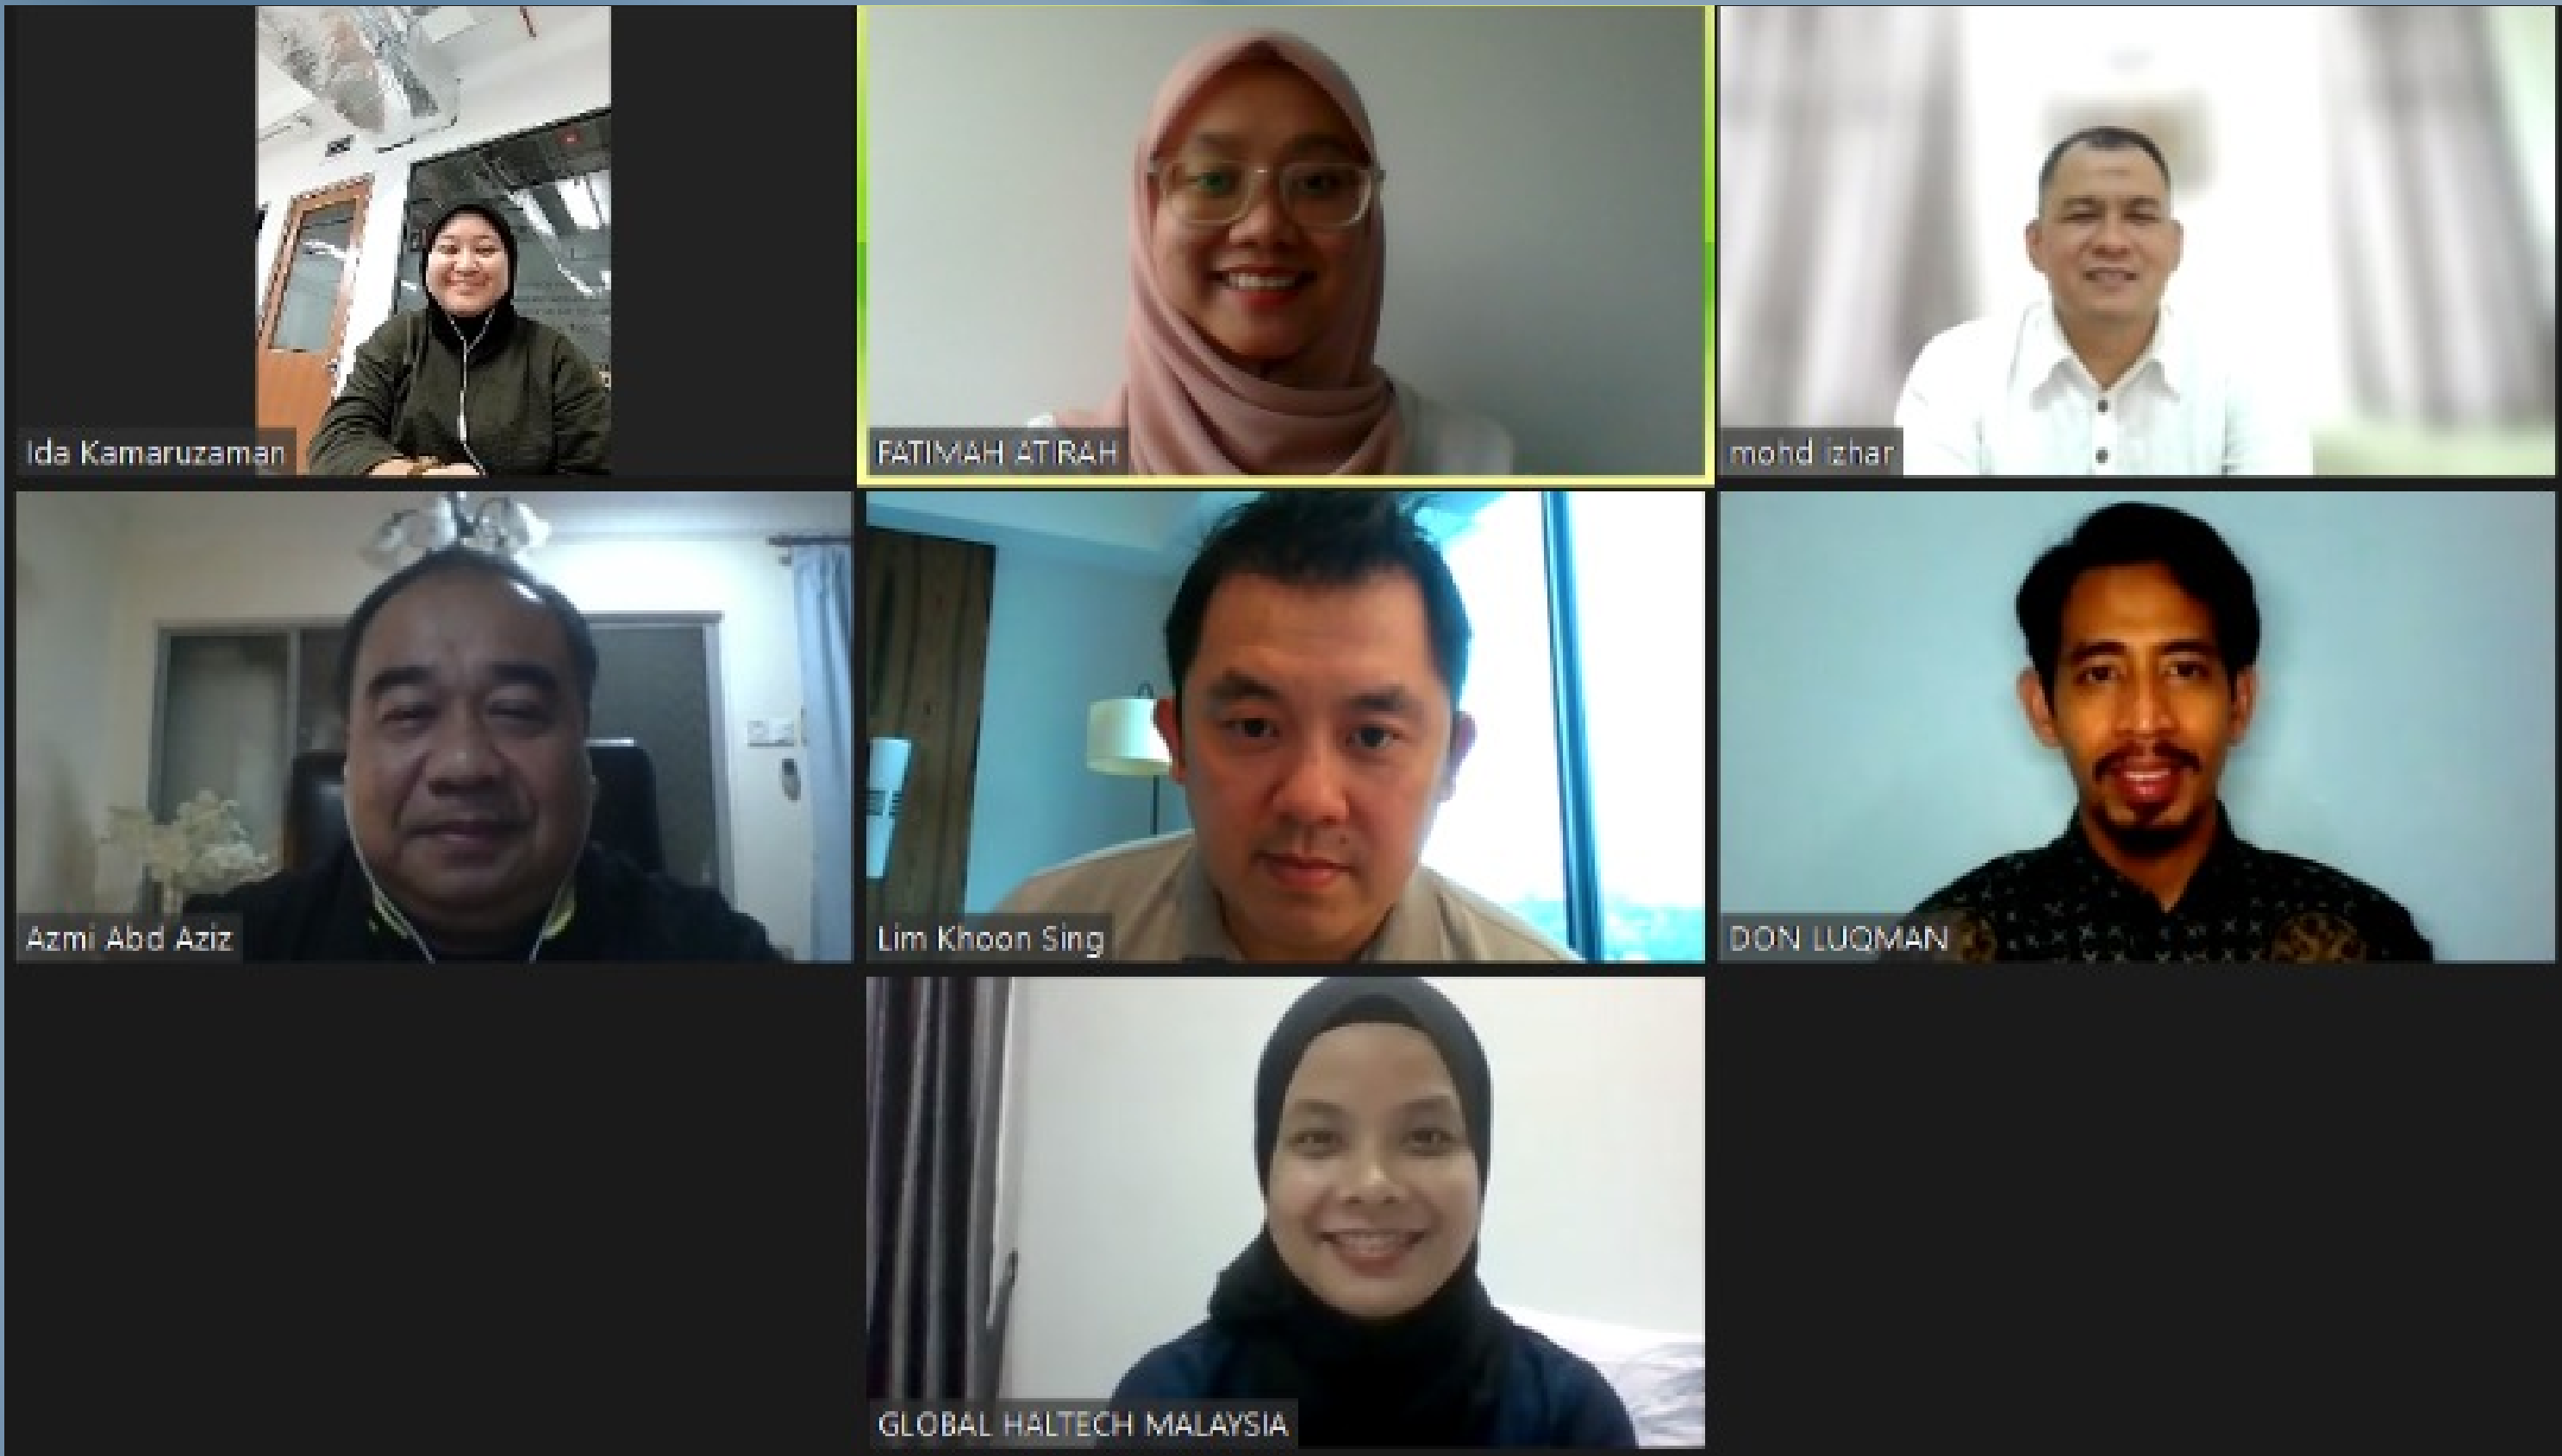 Ida Kamaruzaman
FATIMAH ATIRAH
mohd izhar
Azmi Abd Aziz
Lim Khoon Sing
DON LUQMAN
GLOBAL HALTECH MALAYSIA